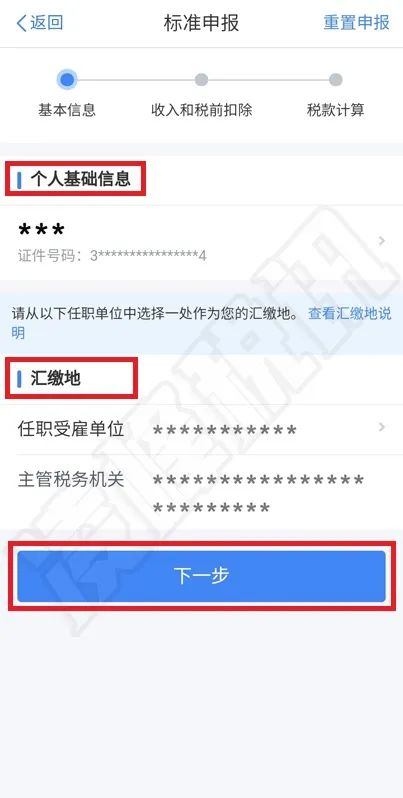 返回
标准申报
重置申报
基本信息
收入和税前扣除
税款计算
个人基础信息
***
证件号码：3****************4
请从以下任职单位中选择一处作为您的汇缴地。 查看汇缴地说
明
汇缴地
任职受雇单位 ***********
主管税务机关 ****************
*********
下一步